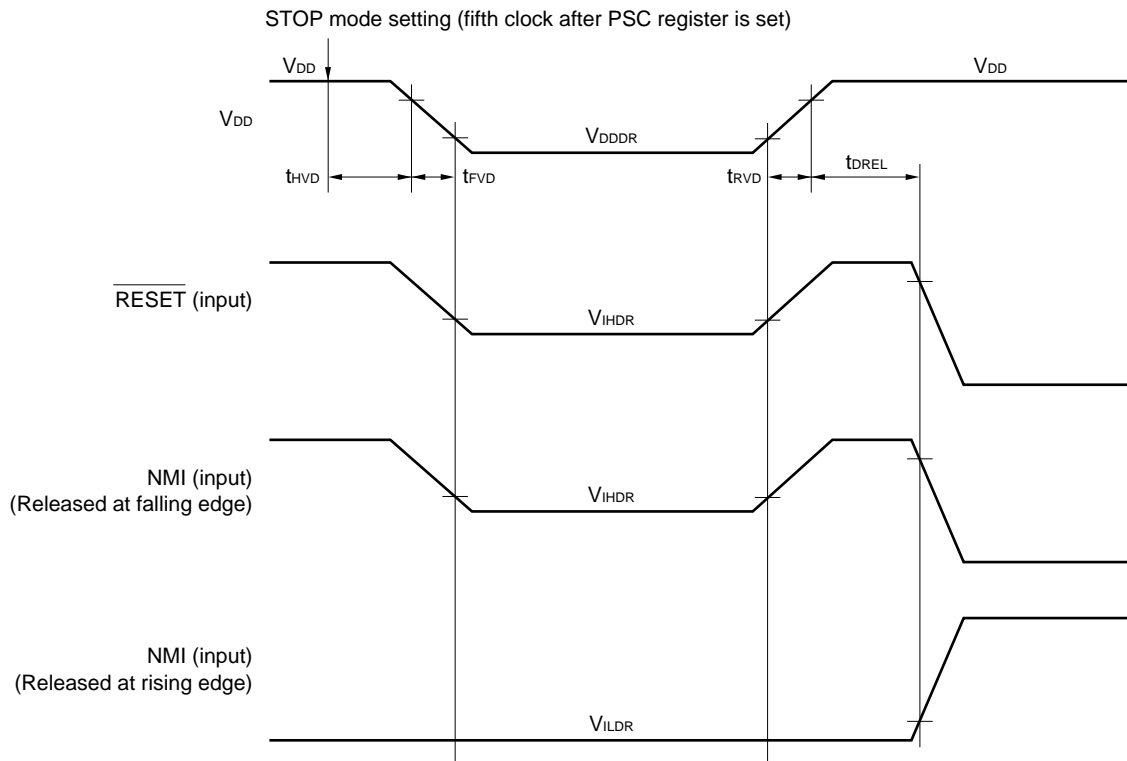 STOP mode setting (fifth clock after PSC register is set)
VDD
VDD
VDD
VDDDR
tHVD
tFVD
tRVD
tDREL
RESET (input)
VIHDR
NMI (input)
(Released at falling edge)
VIHDR
NMI (input)
(Released at rising edge)
VILDR